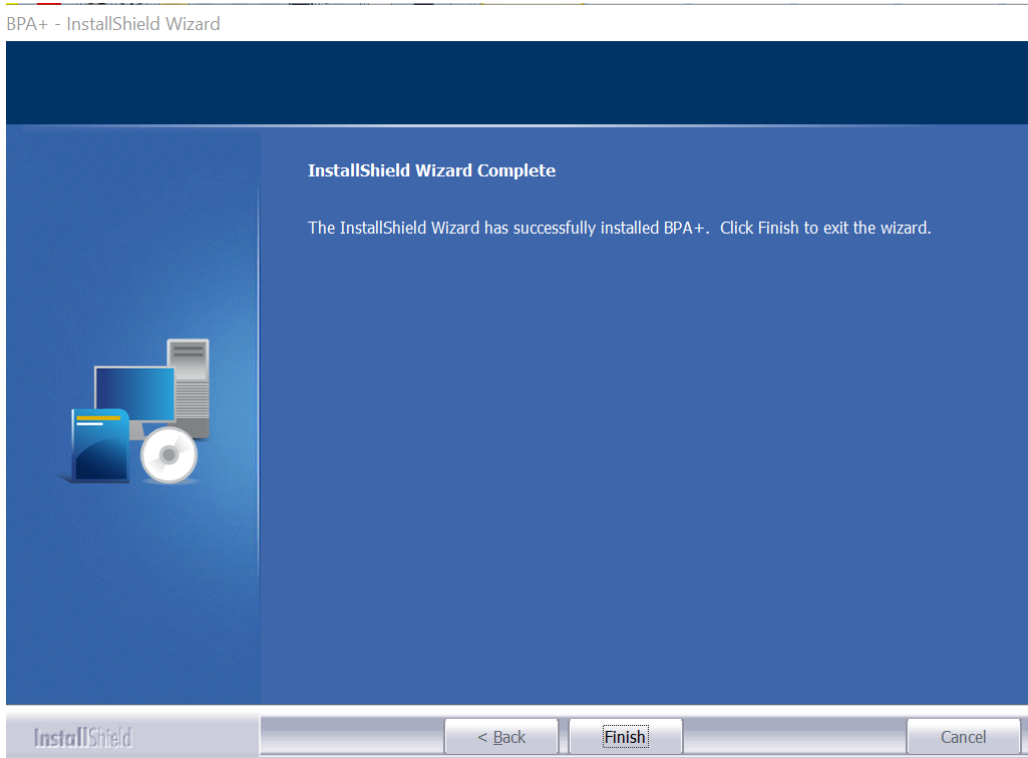 BPA+ - InstallShield Wizard
InstallShield Wizard Complete
The InstallShield Wizard has successfully installed BPA+.  Click Finish to exit the wizard.
InstallShield
< Back
Finish
Cancel